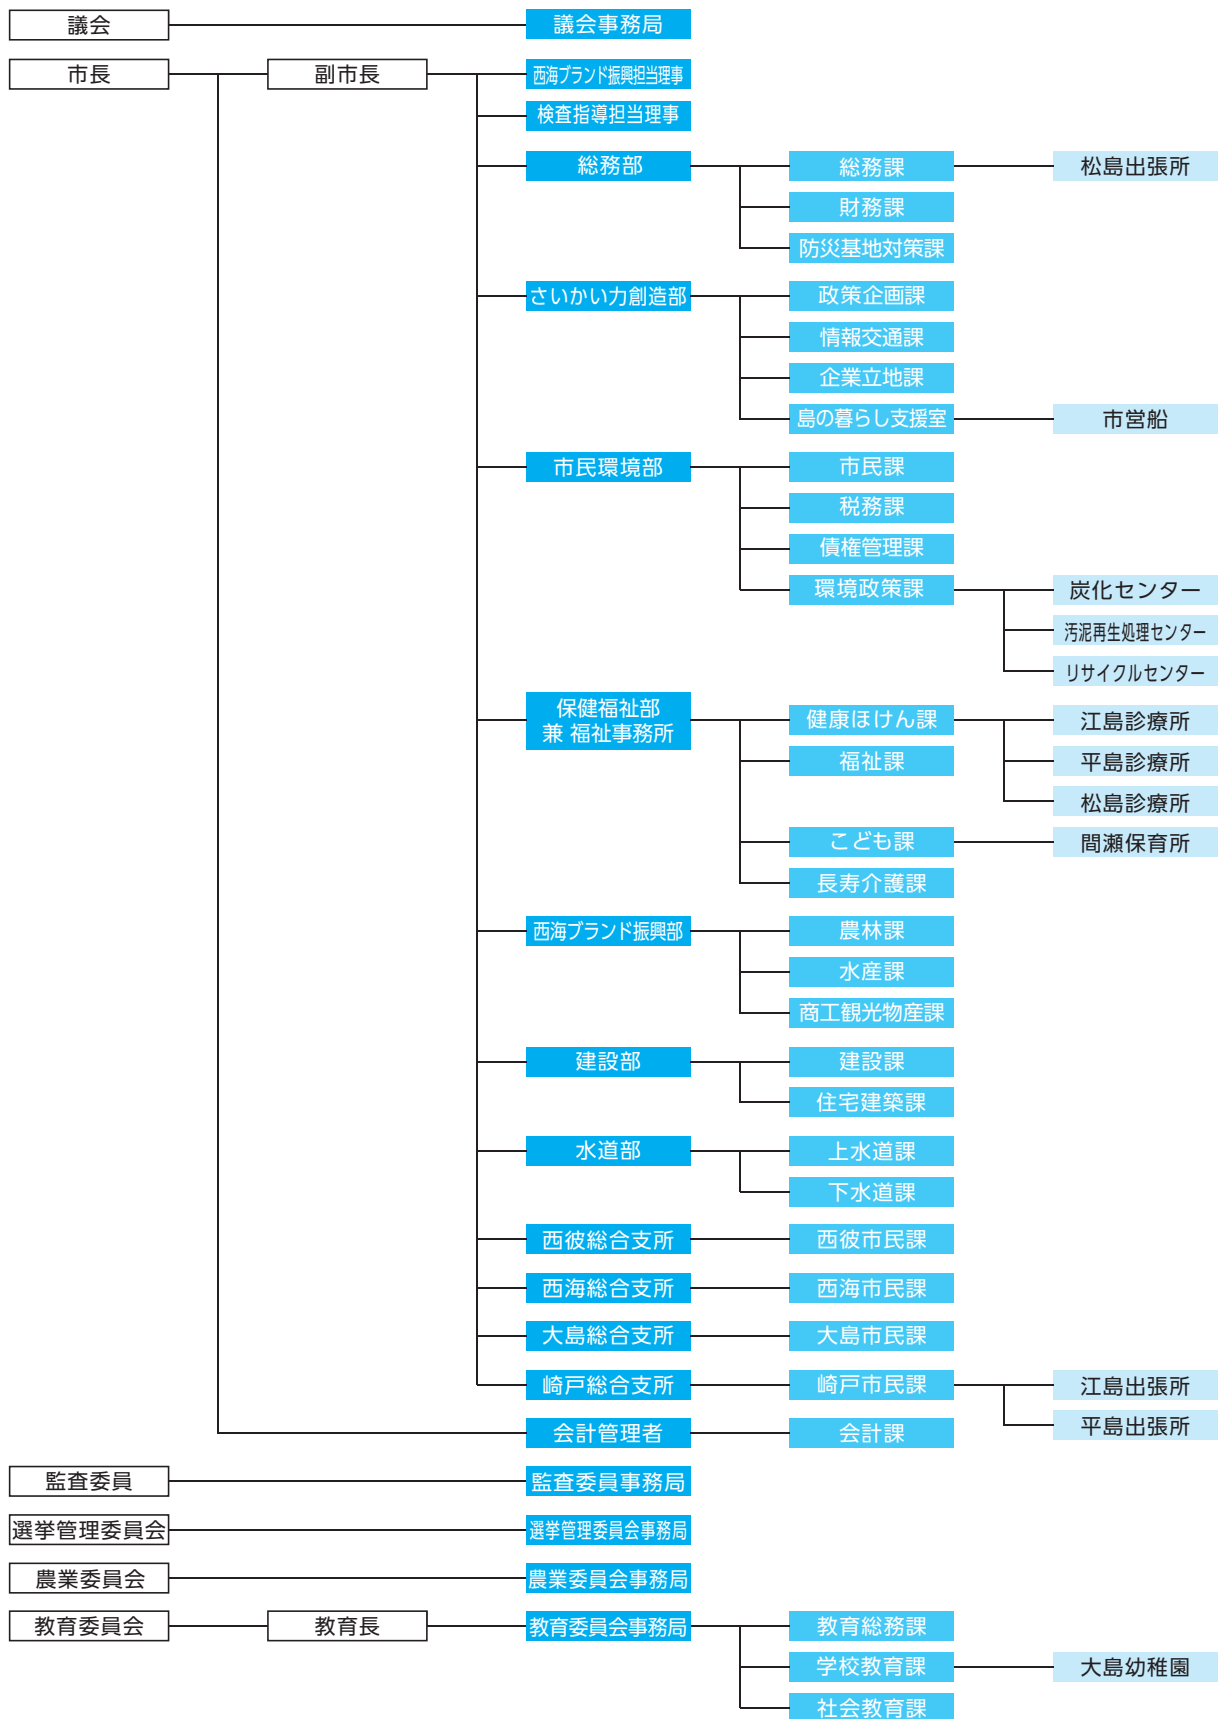 議会
議会事務局
市長
副市長
西海ブランド振興担当理事
検査指導担当理事
総務部
総務課
松島出張所
財務課
防災基地対策課
さいかい力創造部
政策企画課
情報交通課
企業立地課
島の暮らし支援室
市営船
市民環境部
市民課
税務課
債権管理課
環境政策課
炭化センター
汚泥再生処理センター
リサイクルセンター
保健福祉部
兼 福祉事務所
健康ほけん課
江島診療所
福祉課
平島診療所
松島診療所
こども課
間瀬保育所
長寿介護課
西海ブランド振興部
農林課
水産課
商工観光物産課
建設部
建設課
住宅建築課
水道部
上水道課
下水道課
西彼総合支所
西彼市民課
西海総合支所
西海市民課
大島総合支所
大島市民課
崎戸総合支所
崎戸市民課
江島出張所
平島出張所
会計管理者
会計課
監査委員
監査委員事務局
選挙管理委員会
選挙管理委員会事務局
農業委員会
農業委員会事務局
教育委員会
教育長
教育委員会事務局
教育総務課
学校教育課
大島幼稚園
社会教育課